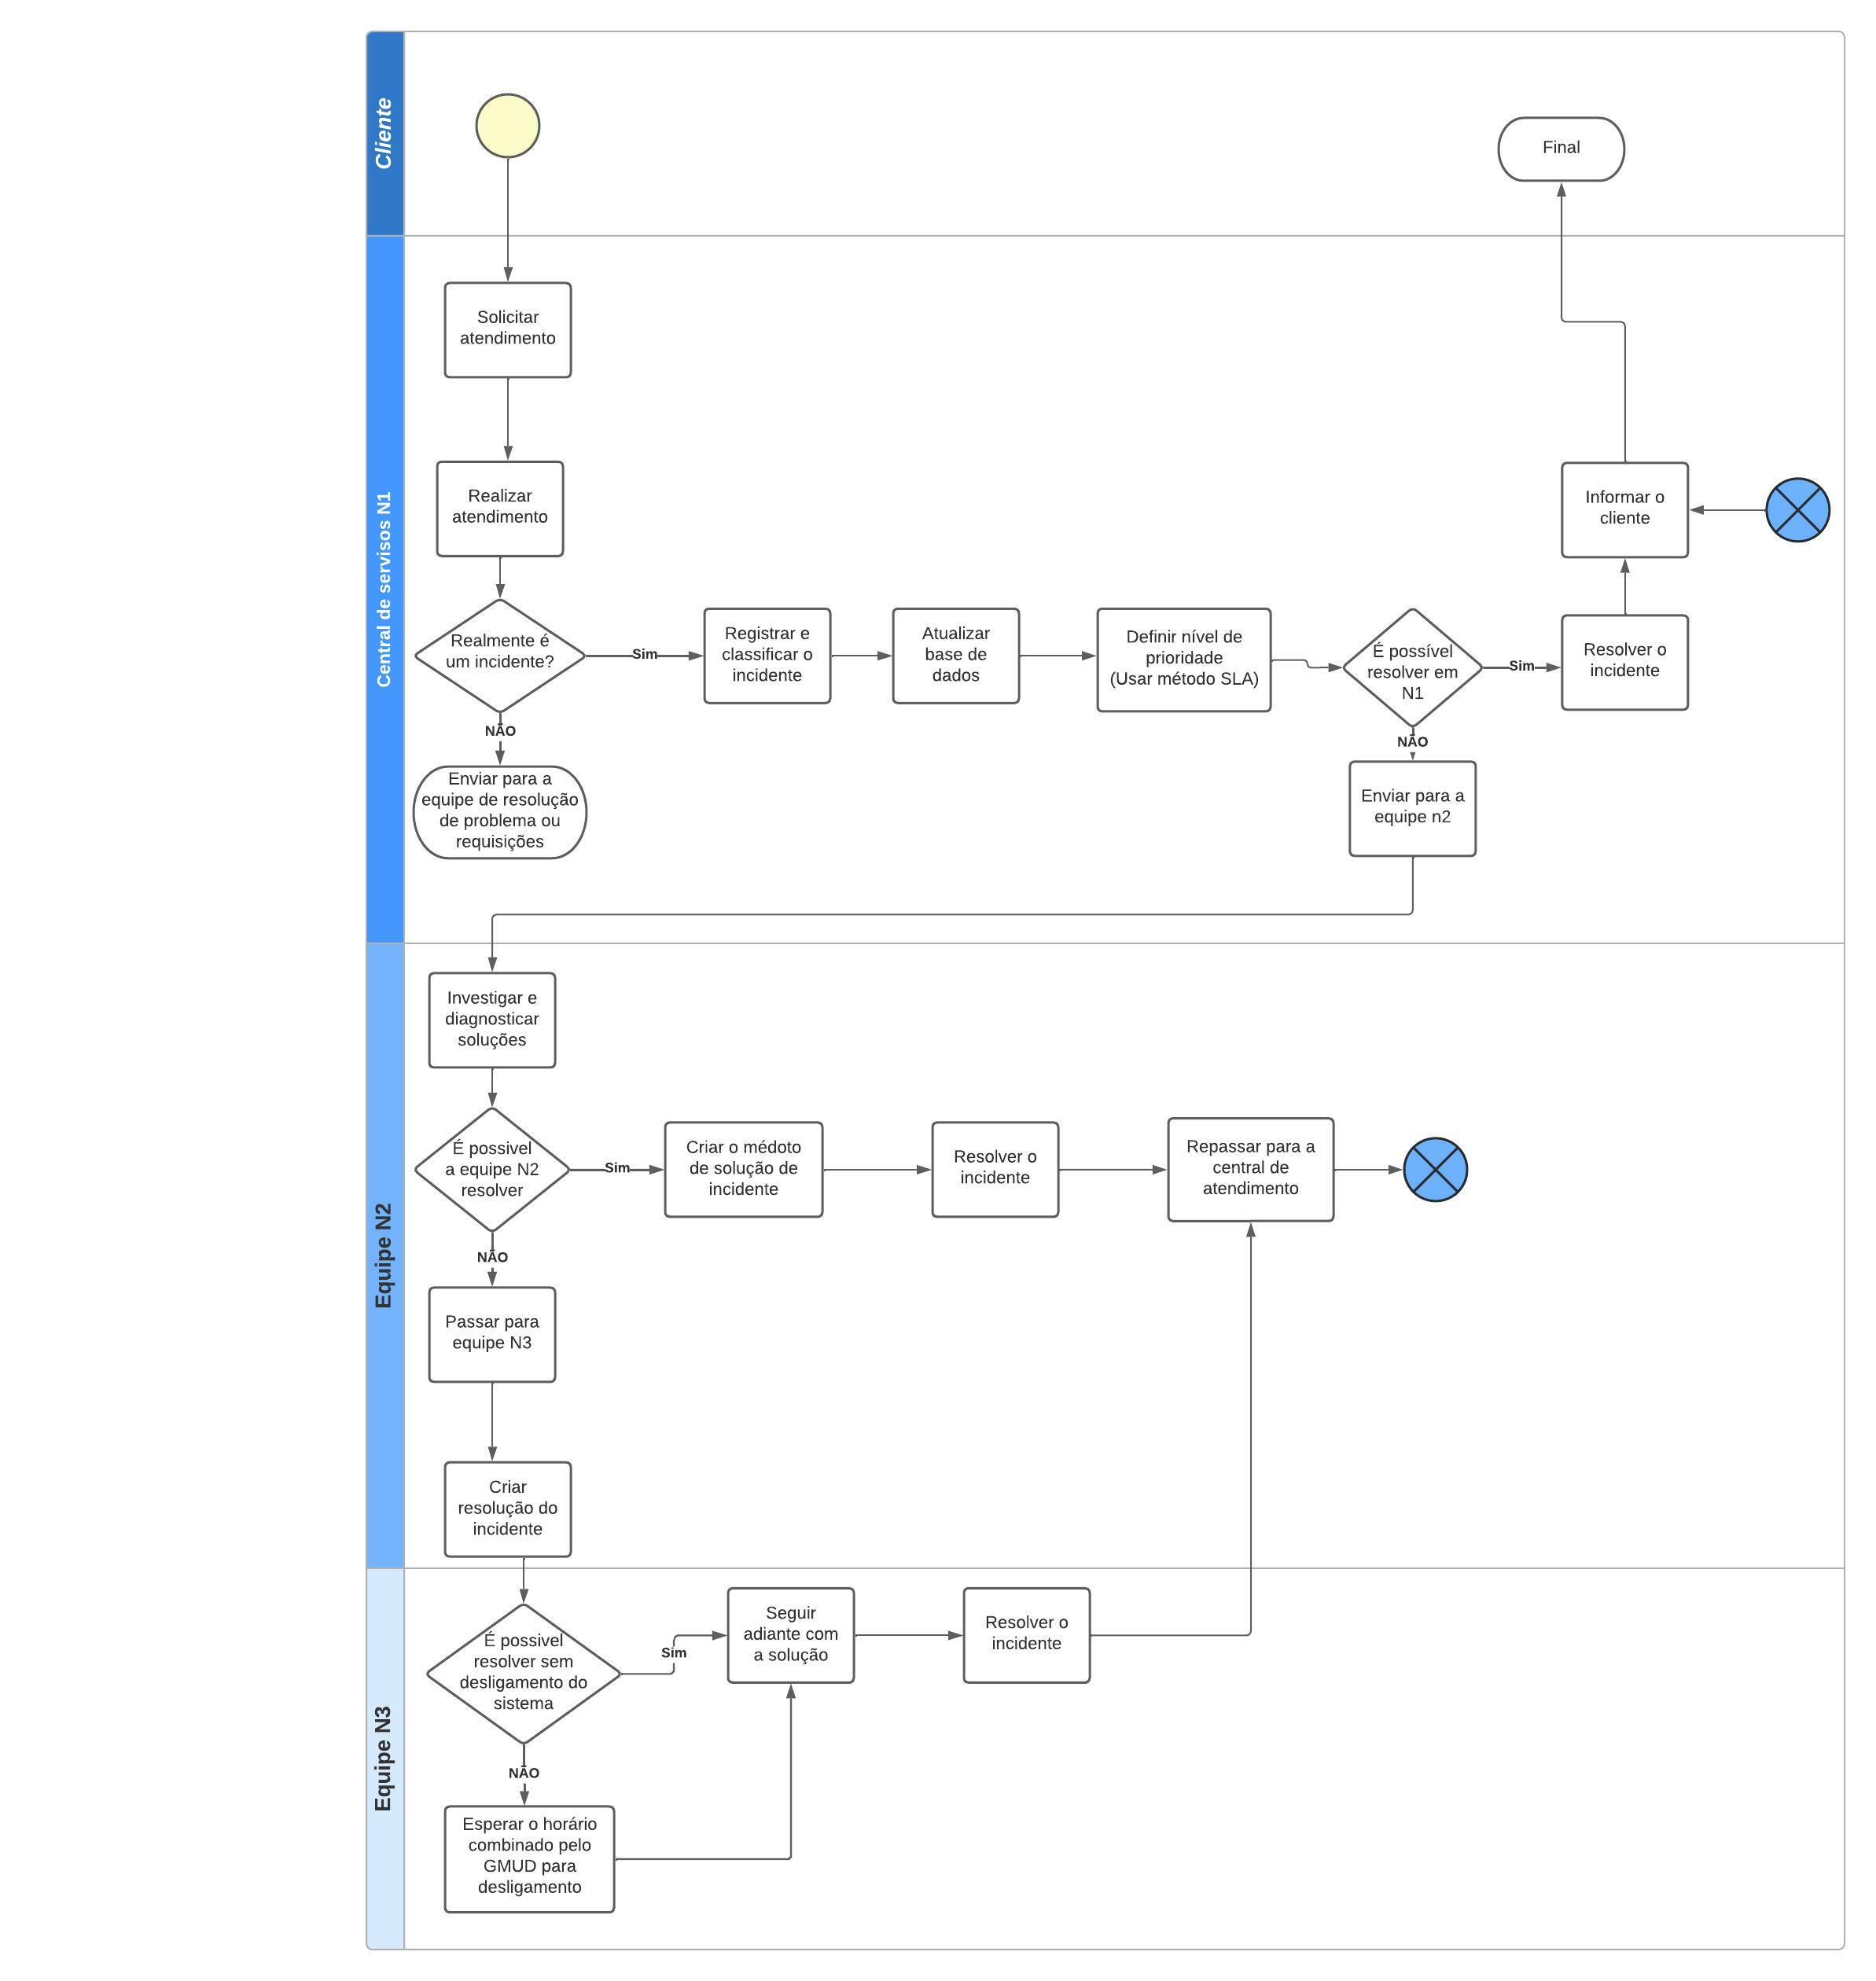 Cliente
Final
Central de servisos N1
Solicitar
atendimento
Realizar
atendimento
Informar o
cliente
Realmente é
um incidente?
Sim
Registrar e
classificar o
incidente
Atualizar
base de
dados
Definir nível de
prioridade
(Usar método SLA)
É possível
resolver em
N1
Sim
Resolver o
incidente
NÃO
Enviar para a
equipe de resolução
de problema ou
requisições
NÃO
Enviar para a
equipe n2
Equipe N2
Investigar e
diagnosticar
soluções
É possivel
a equipe N2
resolver
Sim
Criar o médoto
de solução de
incidente
Resolver o
incidente
Repassar para a
central de
atendimento
NÃO
Passar para
equipe N3
Criar
resolução do
incidente
Equipe N3
É possivel
resolver sem
desligamento do
sistema
Sim
Seguir
adiante com
a solução
Resolver o
incidente
NÃO
Esperar o horário
combinado pelo
GMUD para
desligamento